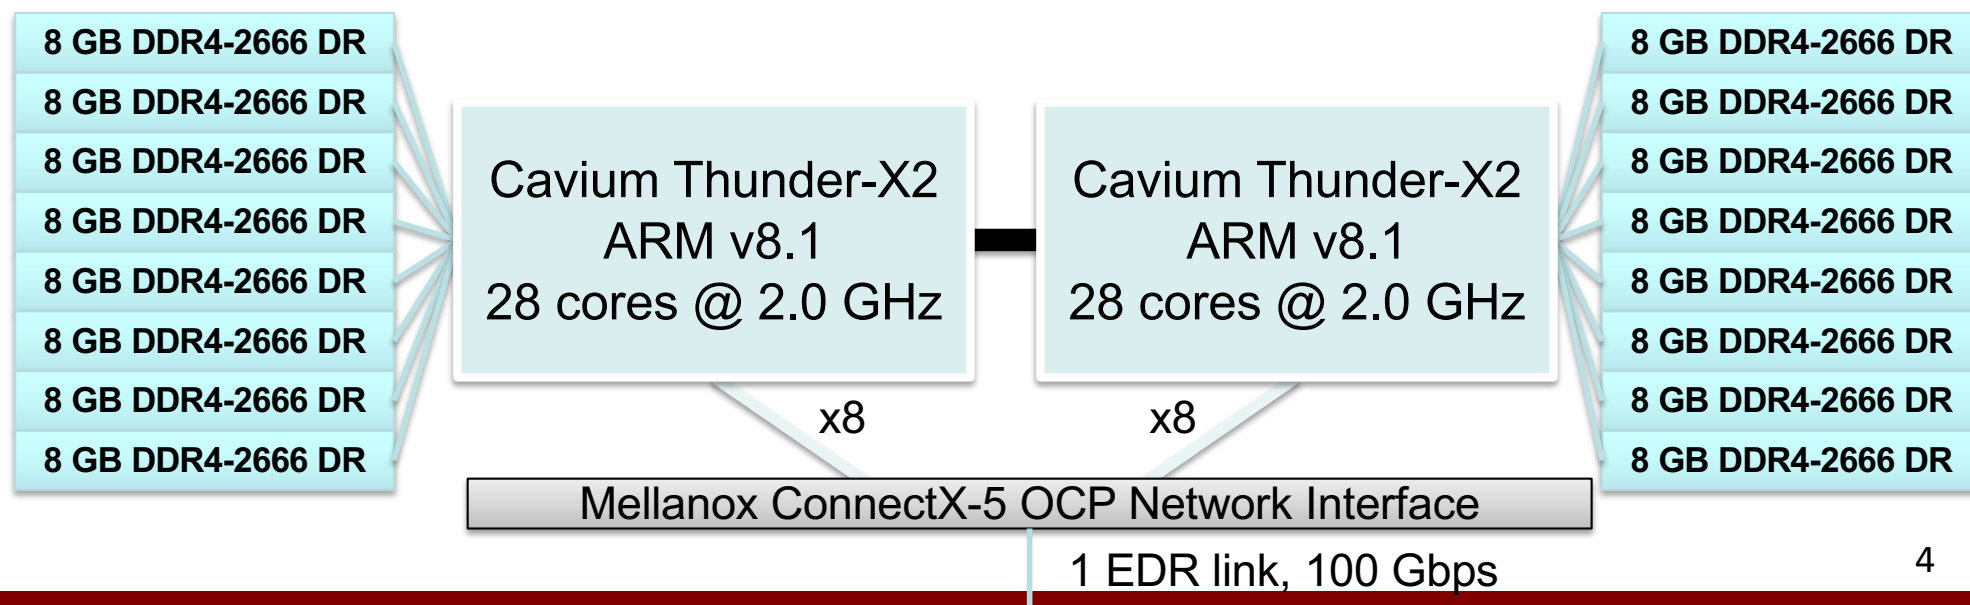 8 GB DDR4-2666 DR
8 GB DDR4-2666 DR
8 GB DDR4-2666 DR
8 GB DDR4-2666 DR
8 GB DDR4-2666 DR
8 GB DDR4-2666 DR
8 GB DDR4-2666 DR
8 GB DDR4-2666 DR
Cavium Thunder-X2
ARM v8.1
28 cores @ 2.0 GHz
Cavium Thunder-X2
ARM v8.1
28 cores @ 2.0 GHz
8 GB DDR4-2666 DR
8 GB DDR4-2666 DR
8 GB DDR4-2666 DR
8 GB DDR4-2666 DR
8 GB DDR4-2666 DR
8 GB DDR4-2666 DR
8 GB DDR4-2666 DR
8 GB DDR4-2666 DR
x8
x8
Mellanox ConnectX-5 OCP Network Interface
1 EDR link, 100 Gbps
4